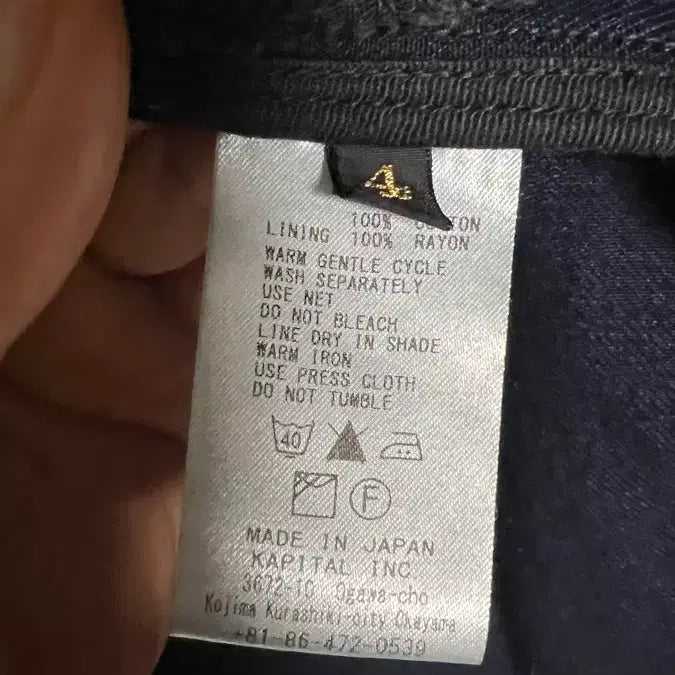 4
100% COTTON
LINING 100% RAYON
WARM GENTLE CYCLE
WASH SEPARATELY
USE NET
DO NOT BLEACH
LINE DRY IN SHADE
WARM IRON
USE PRESS CLOTH
DO NOT TUMBLE
40
F
MADE IN JAPAN
KAPITAL INC.
3672-10 Ogawa-cho
Kojima Kurashiki-city Okayama
+81-86-472-0539